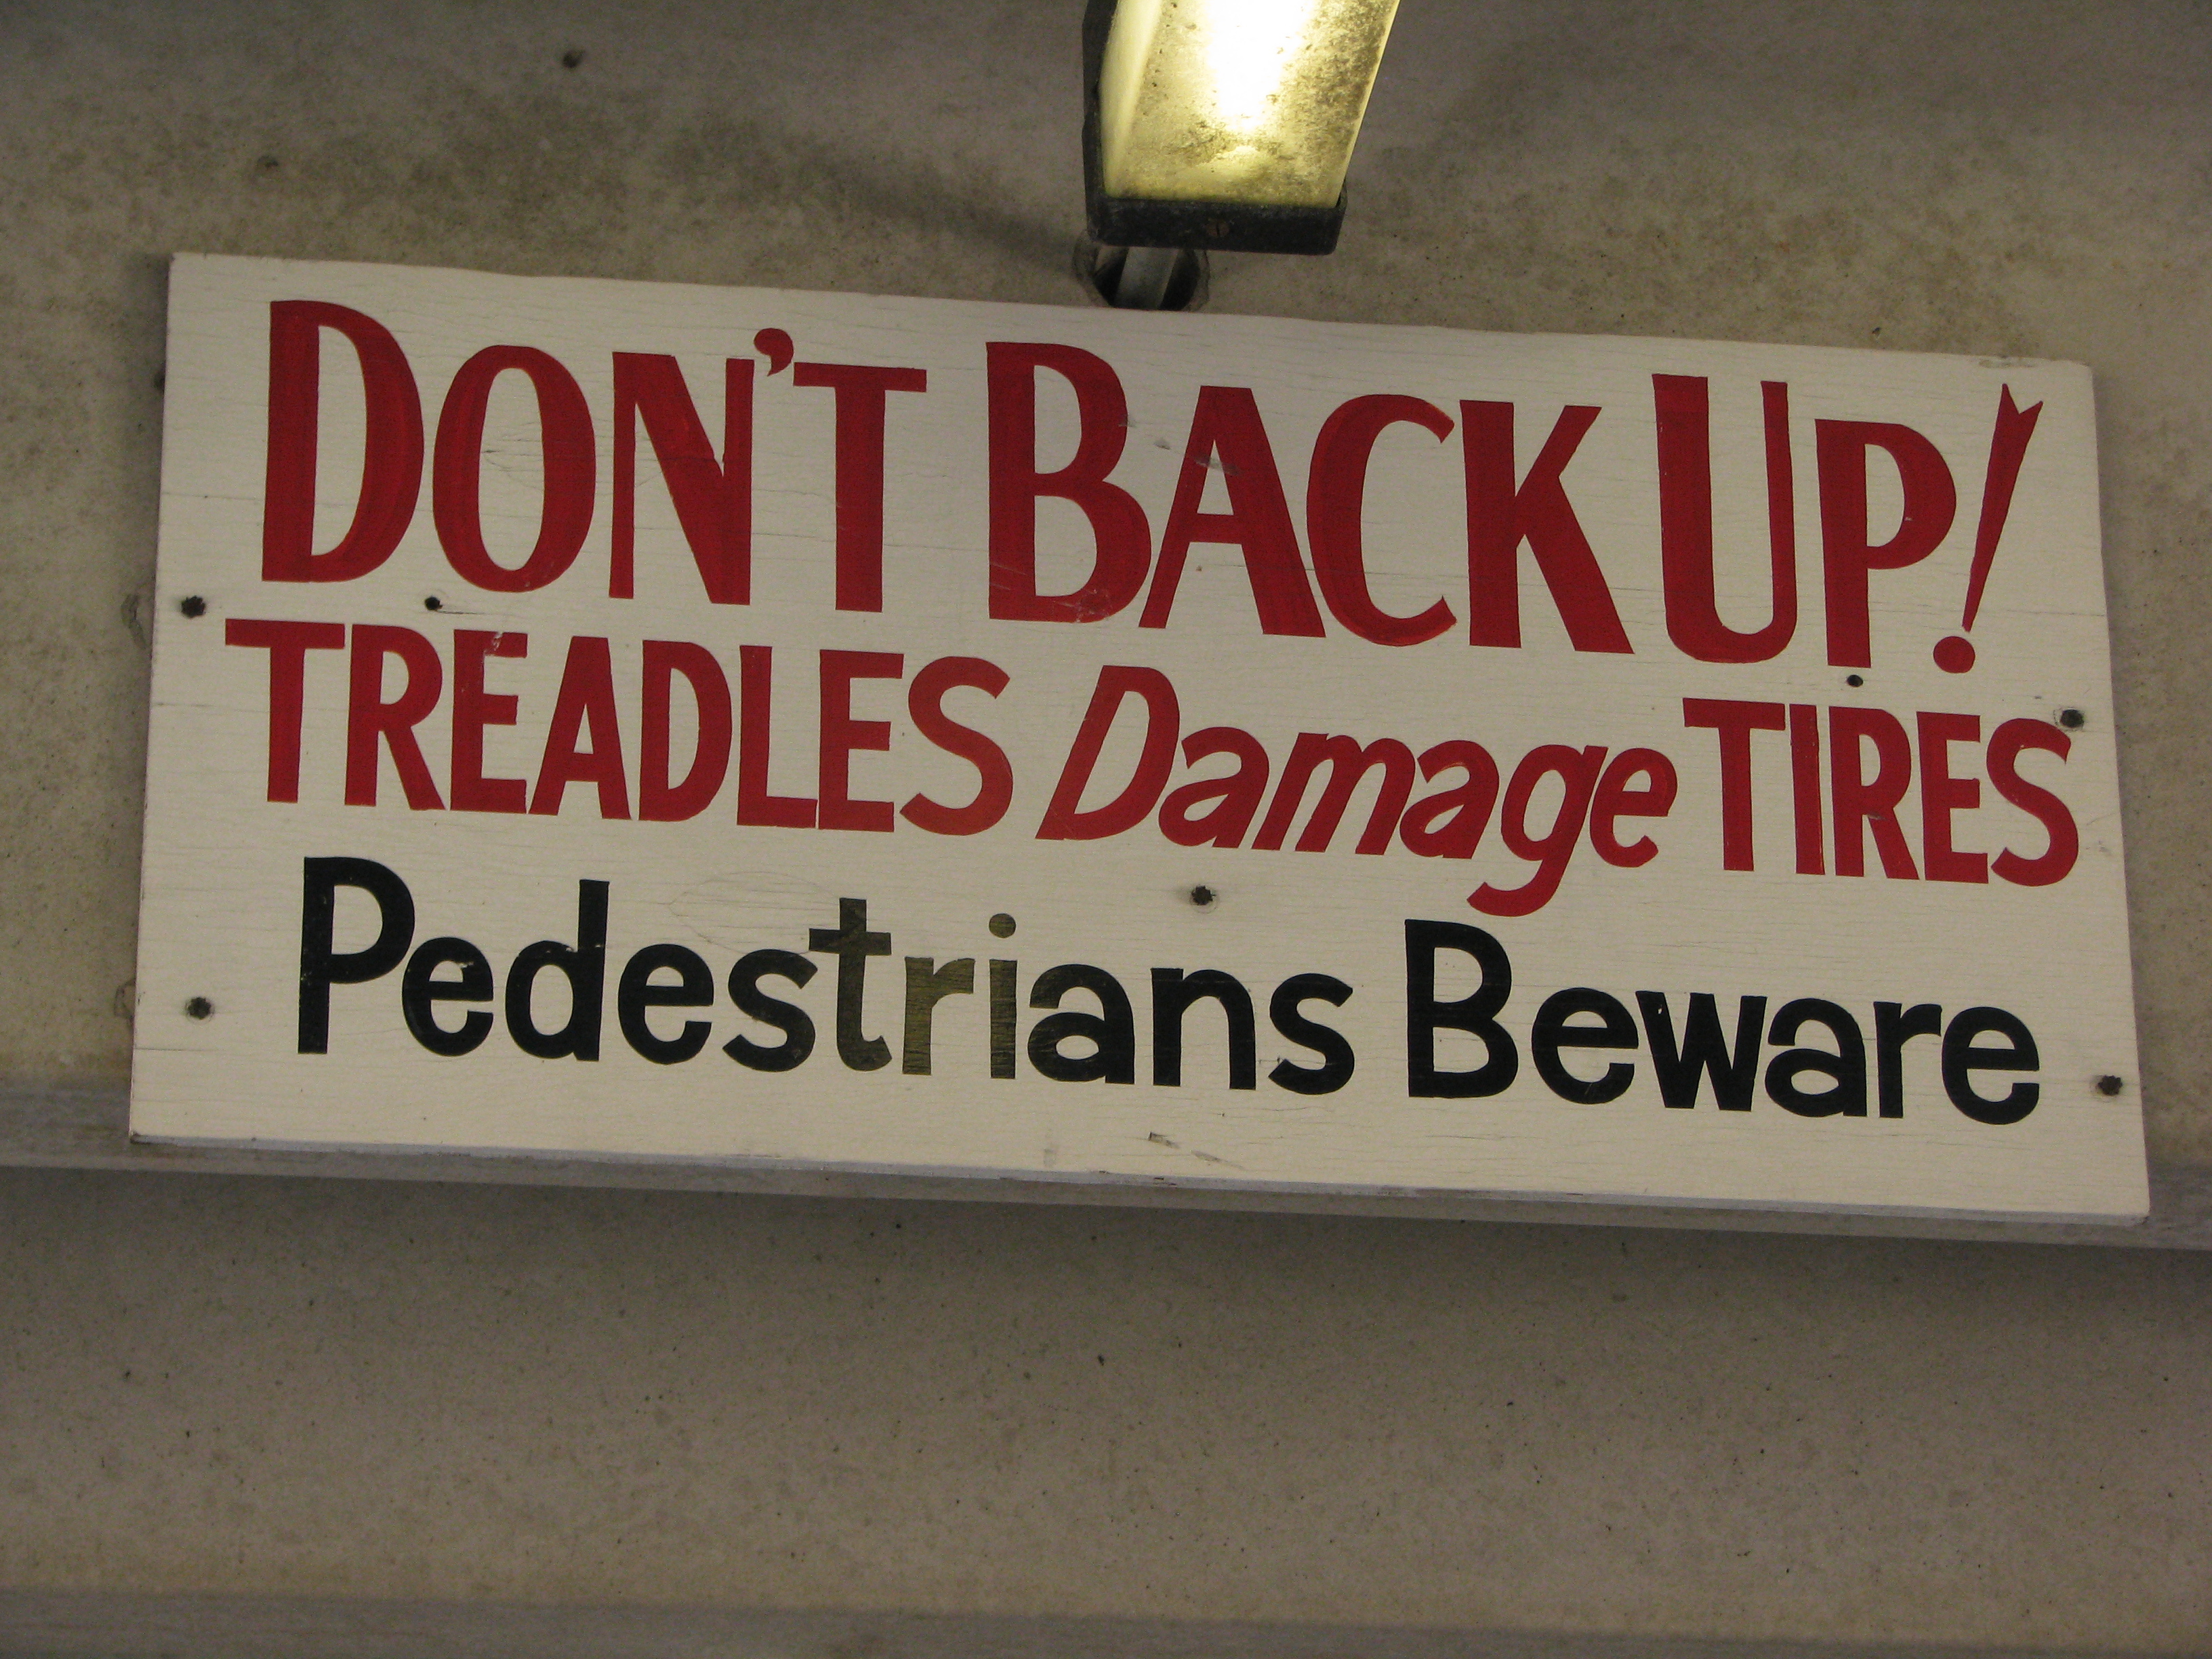 DON'T BACK UP!
TREADLES Damage TIRES
Pedestrians Beware